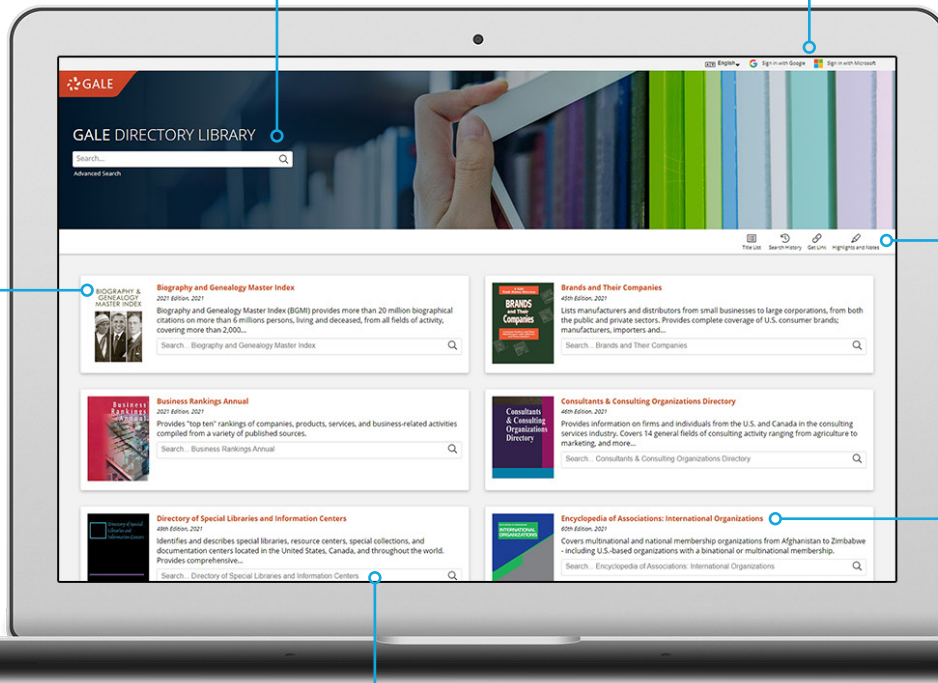 English
Sign in with Google
Sign in with Microsoft
GALE
GALE DIRECTORY LIBRARY
Search...
Advanced Search
Title List
Search History
Get Link
Highlights and Notes
BIOGRAPHY &
GENEALOGY
MASTER INDEX
Biography and Genealogy Master Index
2021 Edition, 2021
Biography and Genealogy Master Index (BGMI) provides more than 20 million biographical
citations on more than 6 millions persons, living and deceased, from all fields of activity,
covering more than 2,000...
Search... Biography and Genealogy Master Index
BRANDS
and Their
Companies
Brands and Their Companies
45th Edition, 2021
Lists manufacturers and distributors from small businesses to large corporations, from both
the public and private sectors. Provides complete coverage of U.S. consumer brands;
manufacturers, importers and...
Search... Brands and Their Companies
Business
Rankings
Annual
Business Rankings Annual
2021 Edition, 2021
Provides "top ten" rankings of companies, products, services, and business-related activities
compiled from a variety of published sources.
Search... Business Rankings Annual
Consultants
& Consulting
Organizations
Directory
Consultants & Consulting Organizations Directory
46th Edition, 2021
Provides information on firms and individuals from the U.S. and Canada in the consulting
services industry. Covers 14 general fields of consulting activity ranging from agriculture to
marketing, and more...
Search... Consultants & Consulting Organizations Directory
Directory of Special
Libraries and
Information Centers
Directory of Special Libraries and Information Centers
49th Edition, 2021
Identifies and describes special libraries, resource centers, special collections, and
documentation centers located in the United States, Canada, and throughout the world.
Provides comprehensive...
Search... Directory of Special Libraries and Information Centers
INTERNATIONAL
ORGANIZATIONS
Encyclopedia of Associations: International Organizations
60th Edition, 2021
Covers multinational and national membership organizations from Afghanistan to Zimbabwe
- including U.S.-based organizations with a binational or multinational membership.
Search... Encyclopedia of Associations: International Organizations